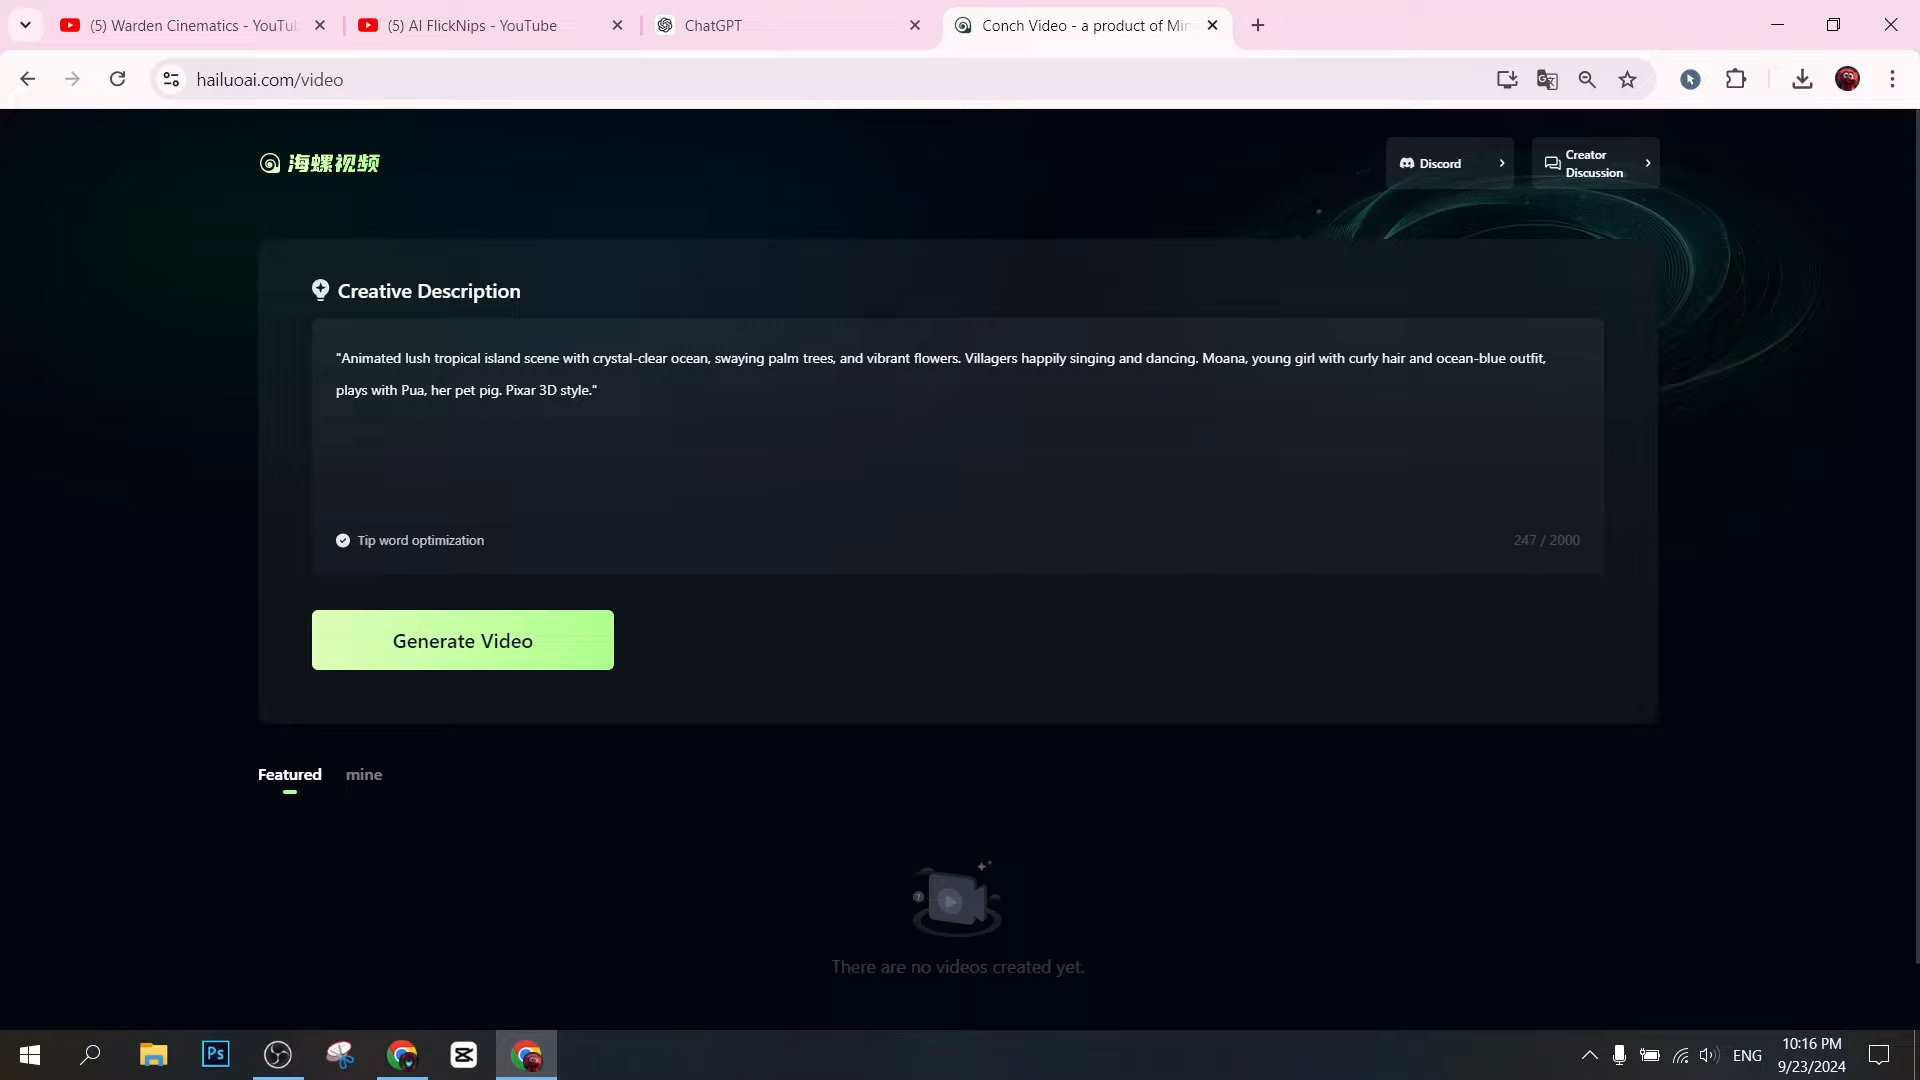 (5) Warden Cinematics - YouTu
(5) AI FlickNips - YouTube
ChatGPT
Conch Video - a product of Min
hailuoai.com/video
海螺视频
Discord
Creator
Discussion
Creative Description
"Animated lush tropical island scene with crystal-clear ocean, swaying palm trees, and vibrant flowers. Villagers happily singing and dancing. Moana, young girl with curly hair and ocean-blue outfit,
plays with Pua, her pet pig. Pixar 3D style."
Tip word optimization
247 / 2000
Generate Video
Featured
mine
There are no videos created yet.
Ps
ENG
10:16 PM
9/23/2024